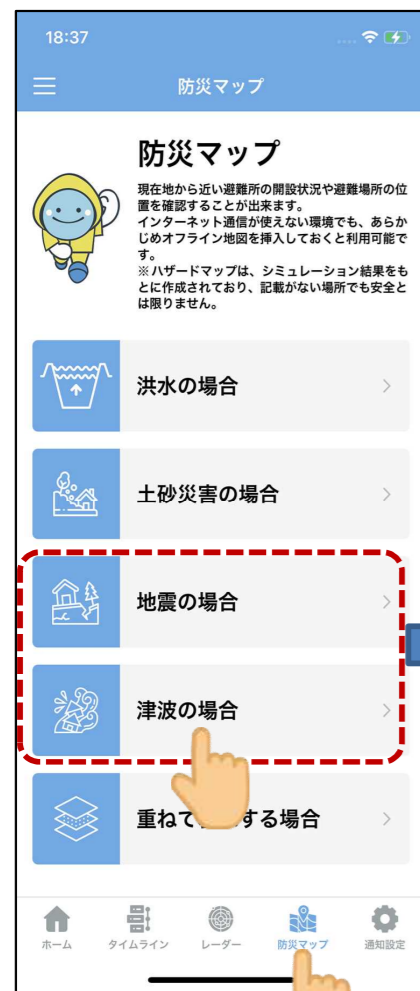 18:37
防災マップ
防災マップ
現在地から近い避難所の開設状況や避難場所の位
置を確認することが出来ます。
インターネット通信が使えない環境でも、あらか
じめオフライン地図を挿入しておくと利用可能で
す。
※ハザードマップは、シミュレーション結果をも
とに作成されており、記載がない場所でも安全と
は限りません。
洪水の場合
土砂災害の場合
地震の場合
津波の場合
重ねて する場合
ホーム タイムライン レーダー 防災マップ 通知設定